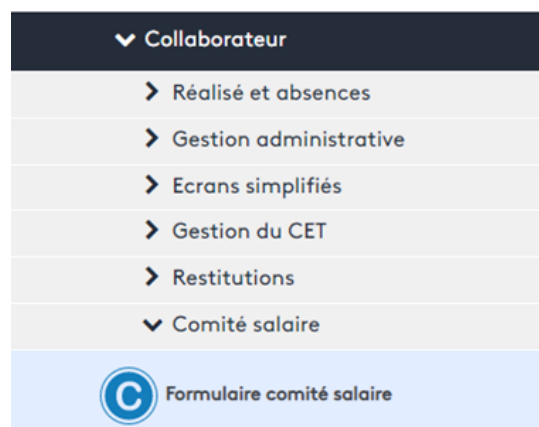 Collaborateur
Réalisé et absences
Gestion administrative
Ecrans simplifiés
Gestion du CET
Restitutions
Comité salaire
C Formulaire comité salaire